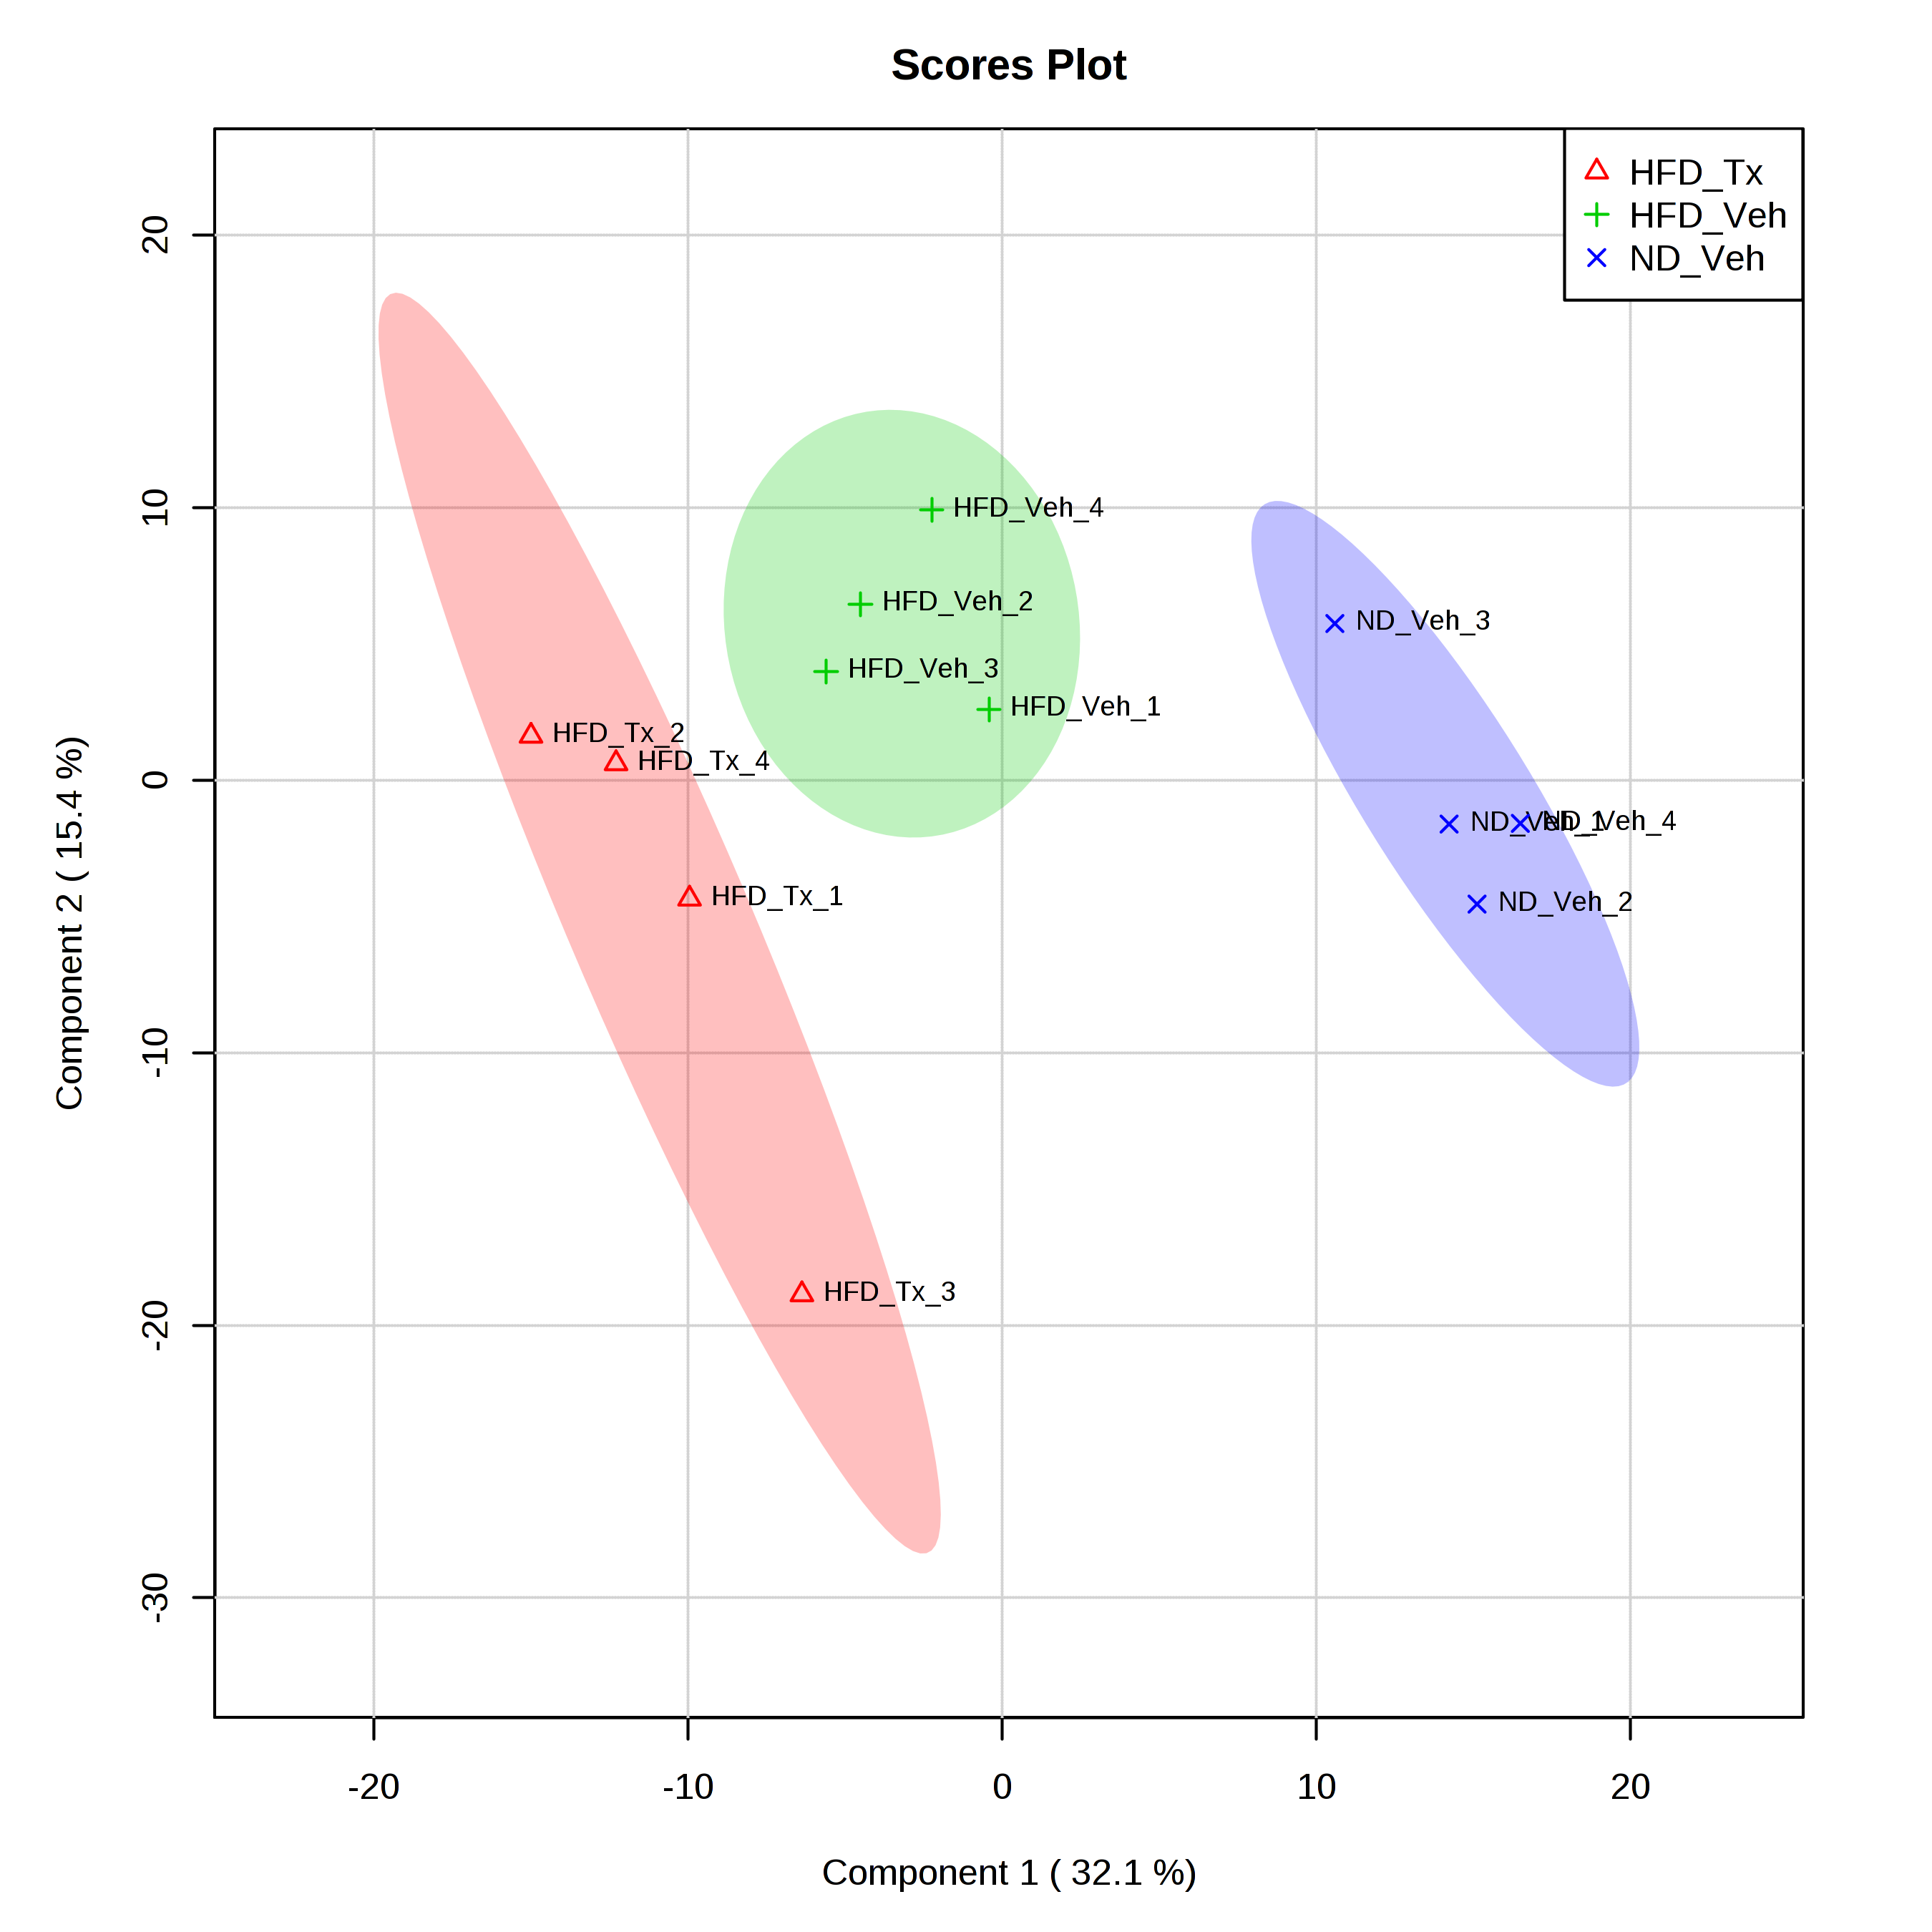 Scores Plot
HFD_Tx
HFD_Veh
ND_Veh
20
10
0
-10
-20
-30
Component 2 ( 15.4 %)
HFD_Veh_4
HFD_Veh_2
ND_Veh_3
HFD_Veh_3
HFD_Veh_1
HFD_Tx_2
HFD_Tx_4
ND_Veh_1
ND_Veh_4
HFD_Tx_1
ND_Veh_2
HFD_Tx_3
-20
-10
0
10
20
Component 1 ( 32.1 %)